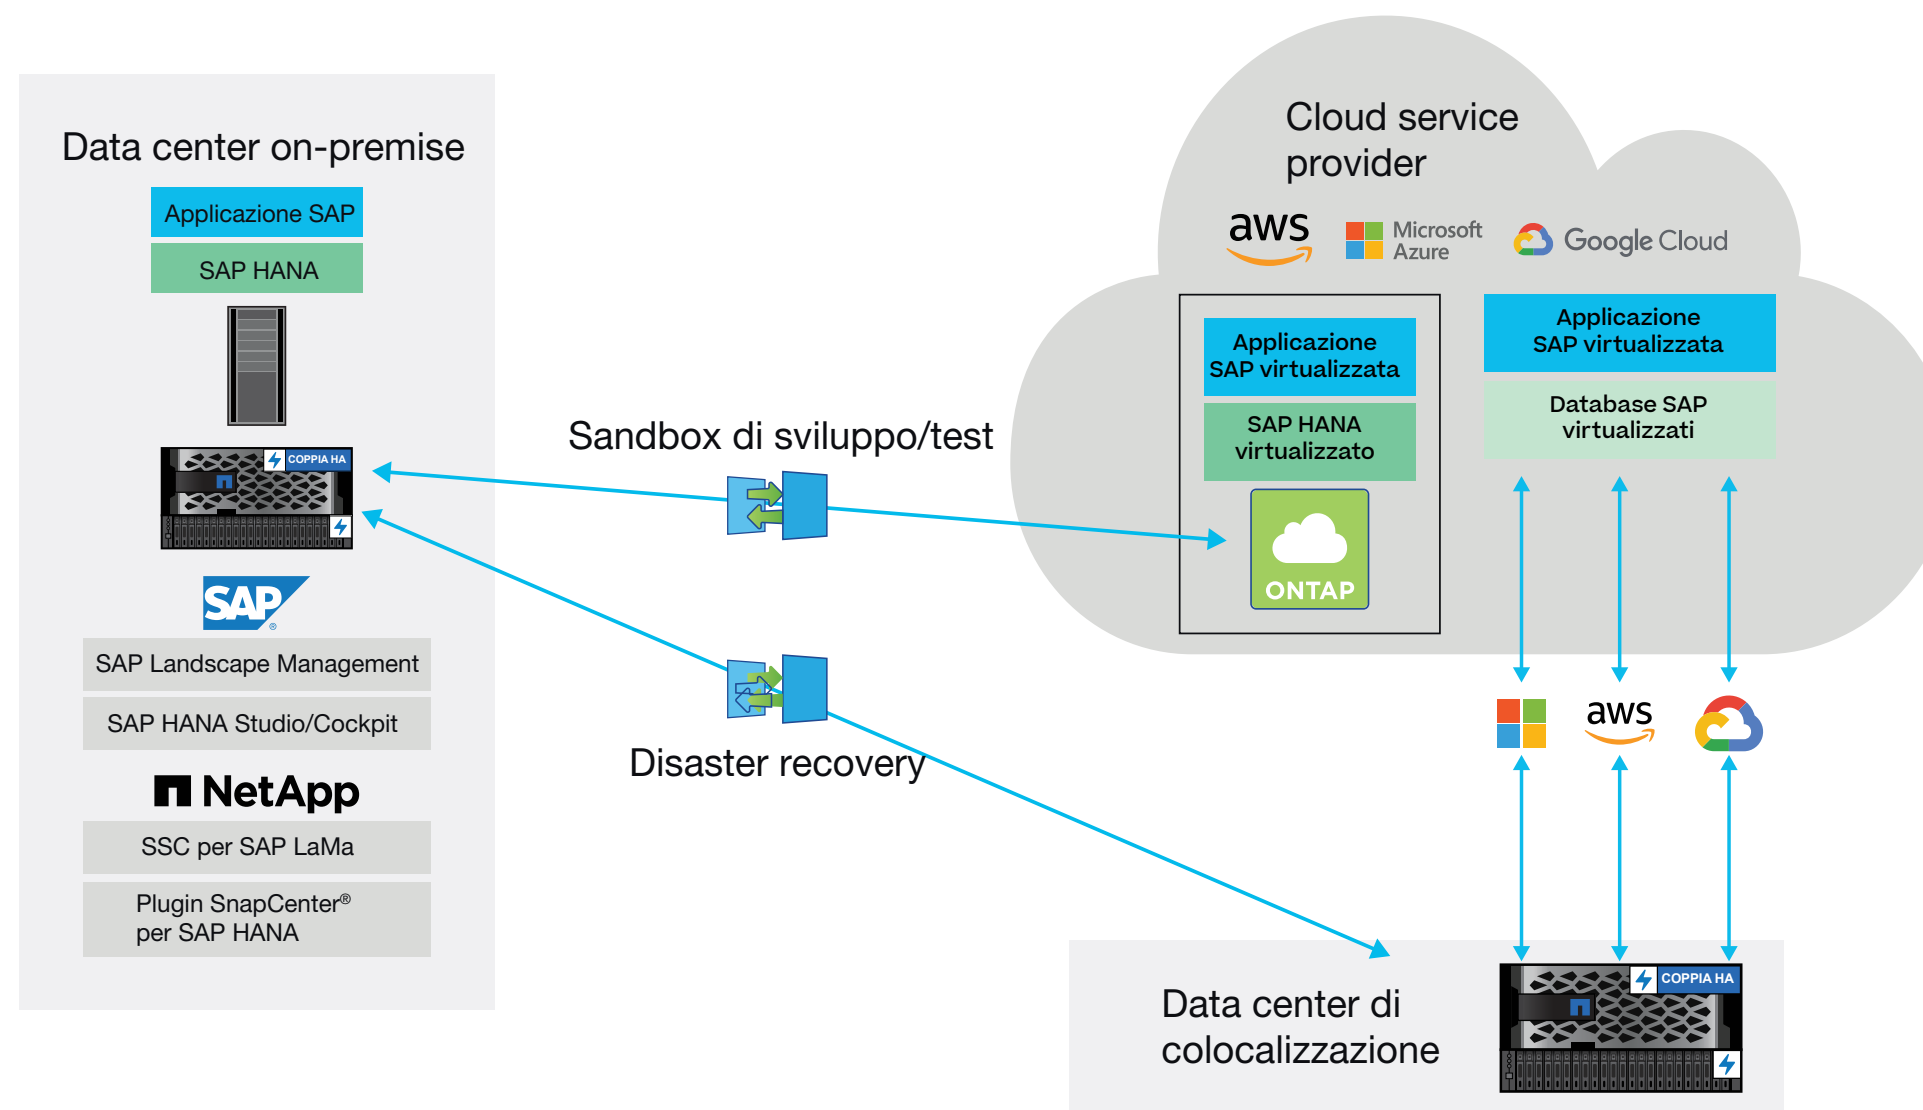 Data center on-premise
Applicazione SAP
SAP HANA
COPPIA HA
SAP
®
SAP Landscape Management
SAP HANA Studio/Cockpit
NetApp
SSC per SAP LaMa
Plugin SnapCenter®
per SAP HANA
Sandbox di sviluppo/test
Disaster recovery
Cloud service
provider
aws
Microsoft
Azure
Google Cloud
Applicazione
SAP virtualizzata
SAP HANA
virtualizzato
ONTAP
Applicazione
SAP virtualizzata
Database SAP
virtualizzati
aws
Data center di
colocalizzazione
COPPIA HA